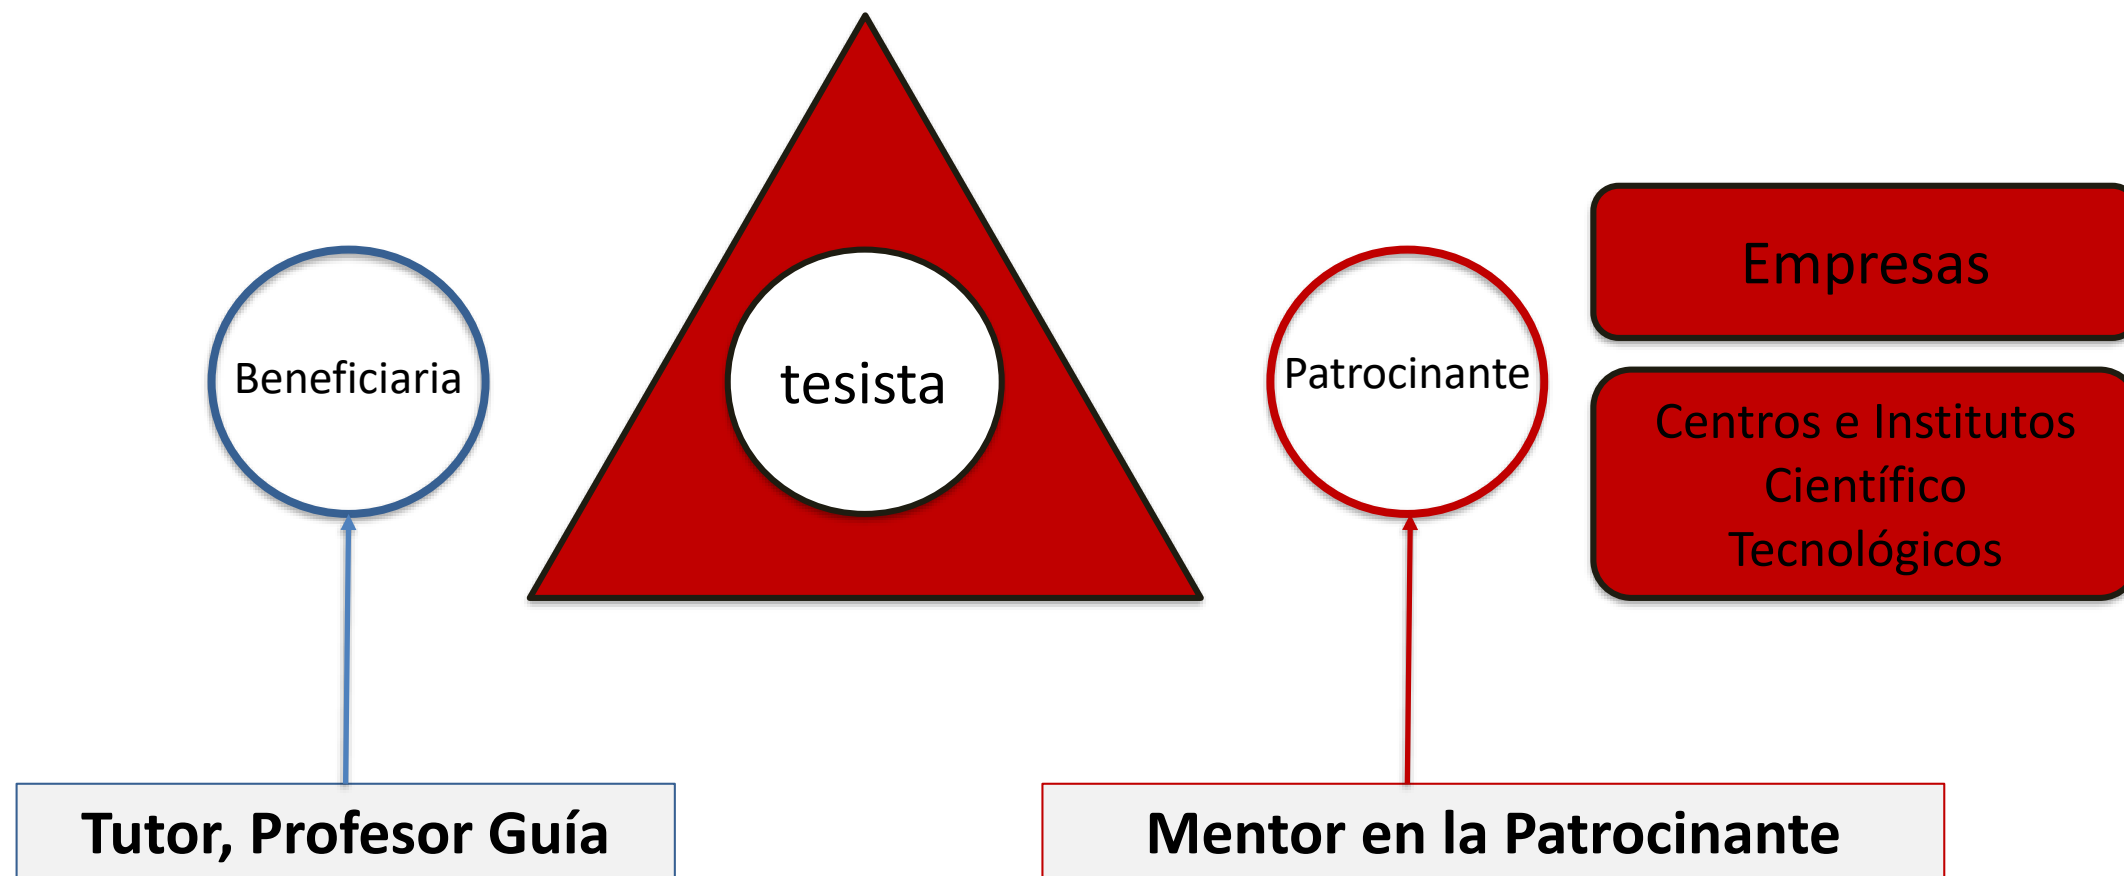 Beneficiaria
tesista
Patrocinante
Empresas
Centros e Institutos
Científico
Tecnológicos
Tutor, Profesor Guía
Mentor en la Patrocinante